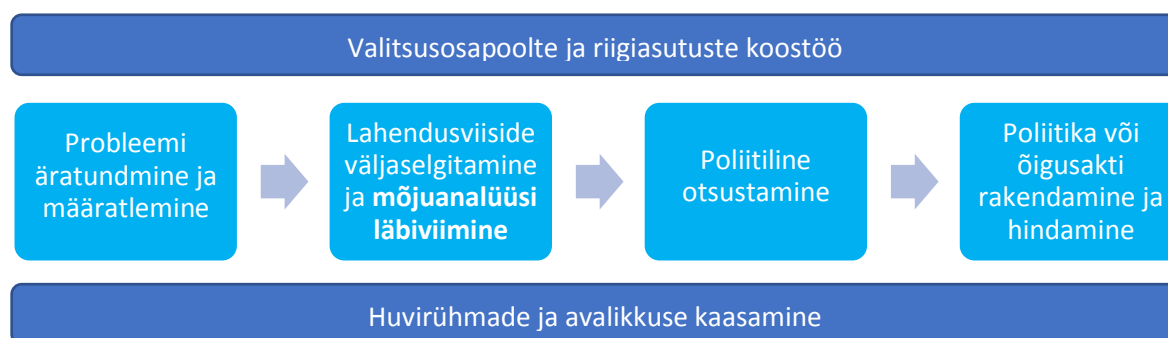 Valitsusosapoolte ja riigiasutuste koostöö
Probleemi
äratundmine ja
määratlemine
Lahendusviiside
väljaselgitamine
ja mõjuanalüüsi
läbiviimine
Poliitiline
otsustamine
Poliitika või
õigusakti
rakendamine ja
hindamine
Huvirühmade ja avalikkuse kaasamine